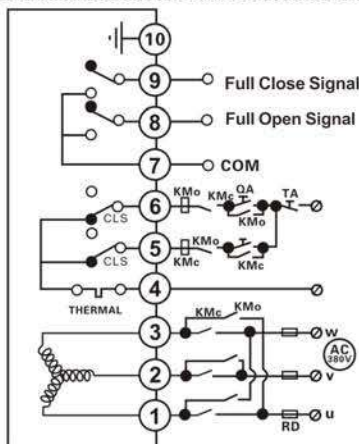 10
9 Full Close Signal
8 Full Open Signal
7 COM
6 KMo KMc QA TA
KMo
CLS
5 KMc KMo
KMc
CLS
4
THERMAL
3 KMc KMo w
AC
380V
2 v
1 u
RD